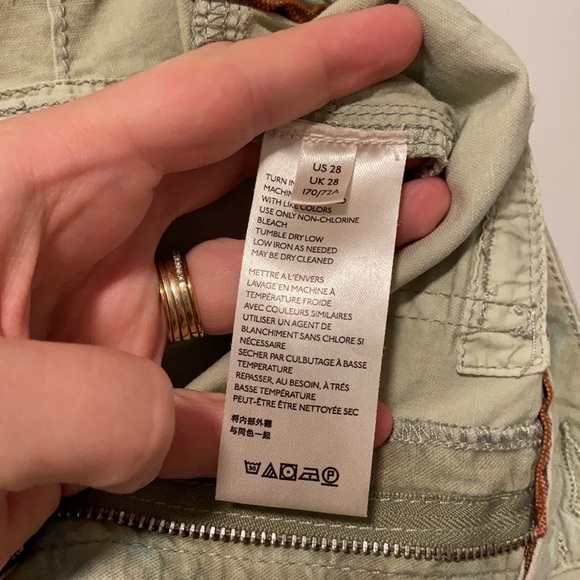 US 28
UK 28
170/72A
TURN IN
MACHIN
WITH LIKE COLORS
USE ONLY NON-CHLORINE
BLEACH
TUMBLE DRY LOW
LOW IRON AS NEEDED
MAY BE DRY CLEANED
METTRE A L'ENVERS
LAVAGE EN MACHINE À
TEMPÉRATURE FROIDE
AVEC COULEURS SIMILAIRES
UTILISER UN AGENT DE
BLANCHIMENT SANS CHLORE SI
NÉCESSAIRE
SECHER PAR CULBUTAGE À BASSE
TEMPERATURE
REPASSER, AU BESOIN, À TRÉS
BASSE TEMPÉRATURE
PEUT-ÊTRE ÊTRE NETTOYÉE SEC
将内部外翻
与同色一起